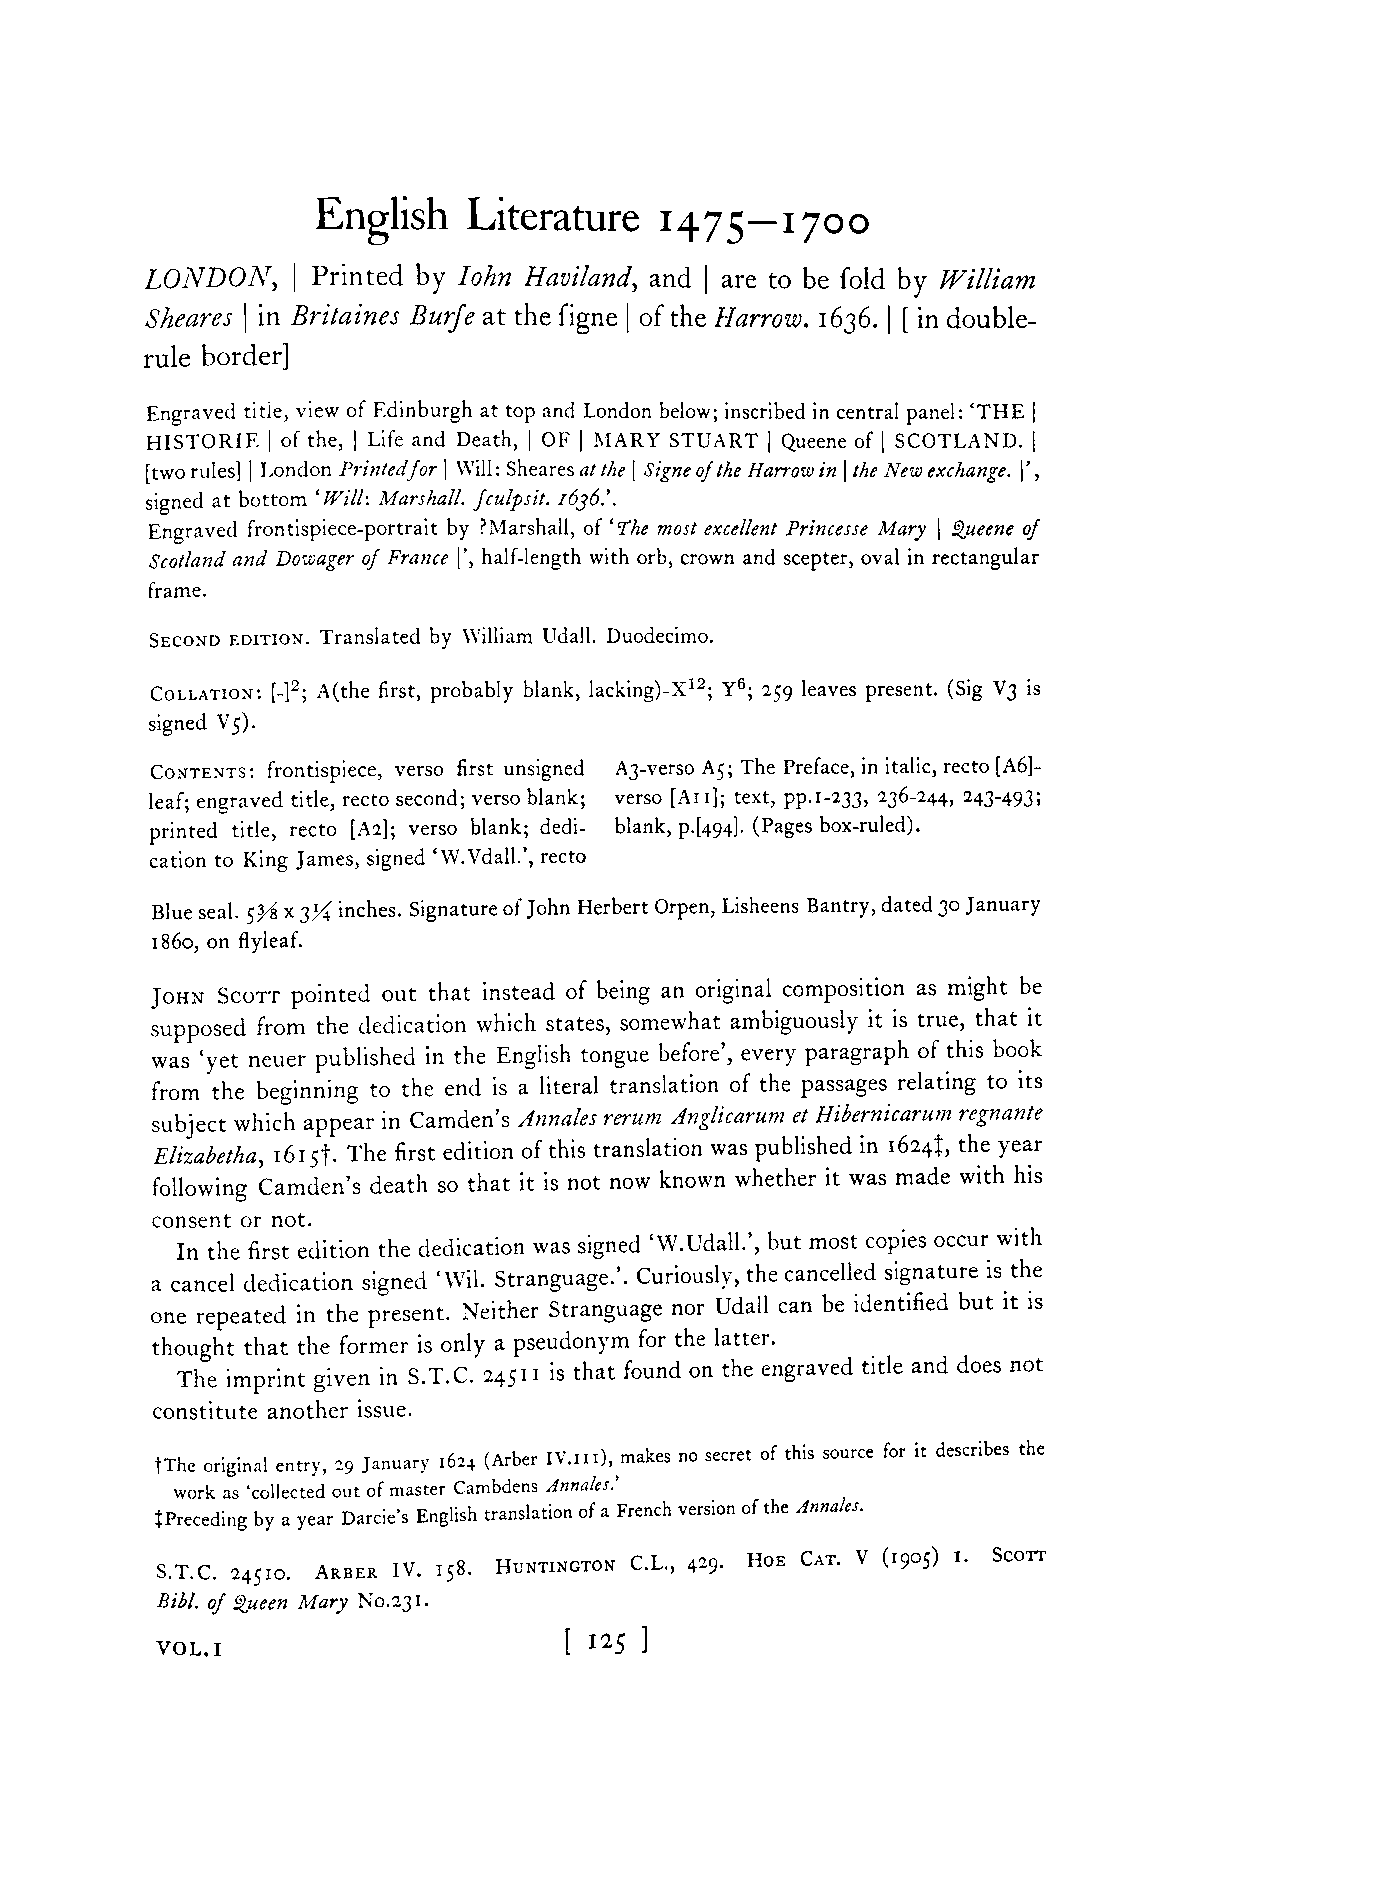 English Literature 1475—1700
LONDON, | Printed by Iohn Haviland, and | are to be ſold by William
Sheares | in Britaines Burſe at the ſigne | of the Harrow. 1636. | [ in double-
rule border]
Engraved title, view of Edinburgh at top and London below; inscribed in central panel: ‘THE |
HISTORIE | of the, | Life and Death, | OF | MARY STUART | Queene of | SCOTLAND. |
[two rules] | London Printed for | Will: Sheares at the | Signe of the Harrow in | the New exchange. |’,
signed at bottom ‘Will: Marshall. ſculpsit. 1636.’.
Engraved frontispiece-portrait by ?Marshall, of ‘The most excellent Princesse Mary | Queene of
Scotland and Dowager of France |’, half-length with orb, crown and scepter, oval in rectangular
frame.
SECOND EDITION. Translated by William Udall. Duodecimo.
COLLATION: [-]²; A(the first, probably blank, lacking)-X¹²; Y⁶; 259 leaves present. (Sig V3 is
signed V5).
CONTENTS: frontispiece, verso first unsigned
leaf; engraved title, recto second; verso blank;
printed title, recto [A2]; verso blank; dedi-
cation to King James, signed ‘W.Vdall.’, recto
A3-verso A5; The Preface, in italic, recto [A6]-
verso [A11]; text, pp.1-233, 236-244, 243-493;
blank, p.[494]. (Pages box-ruled).
Blue seal. 5⅜ x 3¼ inches. Signature of John Herbert Orpen, Lisheens Bantry, dated 30 January
1860, on flyleaf.
JOHN SCOTT pointed out that instead of being an original composition as might be
supposed from the dedication which states, somewhat ambiguously it is true, that it
was ‘yet neuer published in the English tongue before’, every paragraph of this book
from the beginning to the end is a literal translation of the passages relating to its
subject which appear in Camden’s Annales rerum Anglicarum et Hibernicarum regnante
Elizabetha, 1615†. The first edition of this translation was published in 1624‡, the year
following Camden’s death so that it is not now known whether it was made with his
consent or not.
In the first edition the dedication was signed ‘W.Udall.’, but most copies occur with
a cancel dedication signed ‘Wil. Stranguage.’. Curiously, the cancelled signature is the
one repeated in the present. Neither Stranguage nor Udall can be identified but it is
thought that the former is only a pseudonym for the latter.
The imprint given in S.T.C. 24511 is that found on the engraved title and does not
constitute another issue.
†The original entry, 29 January 1624 (Arber IV.111), makes no secret of this source for it describes the
work as ‘collected out of master Cambdens Annales.’
‡Preceding by a year Darcie’s English translation of a French version of the Annales.
S.T.C. 24510. ARBER IV. 158. HUNTINGTON C.L., 429. HOE CAT. V (1905) 1. SCOTT
Bibl. of Queen Mary No.231.
VOL.I [ 125 ]